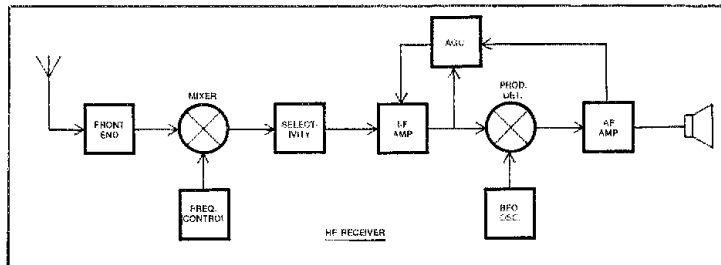 AGC
MIXER
PROD.
DET.
FRONT
END
SELECT-
IVITY
I-F
AMP
AF
AMP
FREQ.
CONTROL
BFO
OSC.
HF RECEIVER